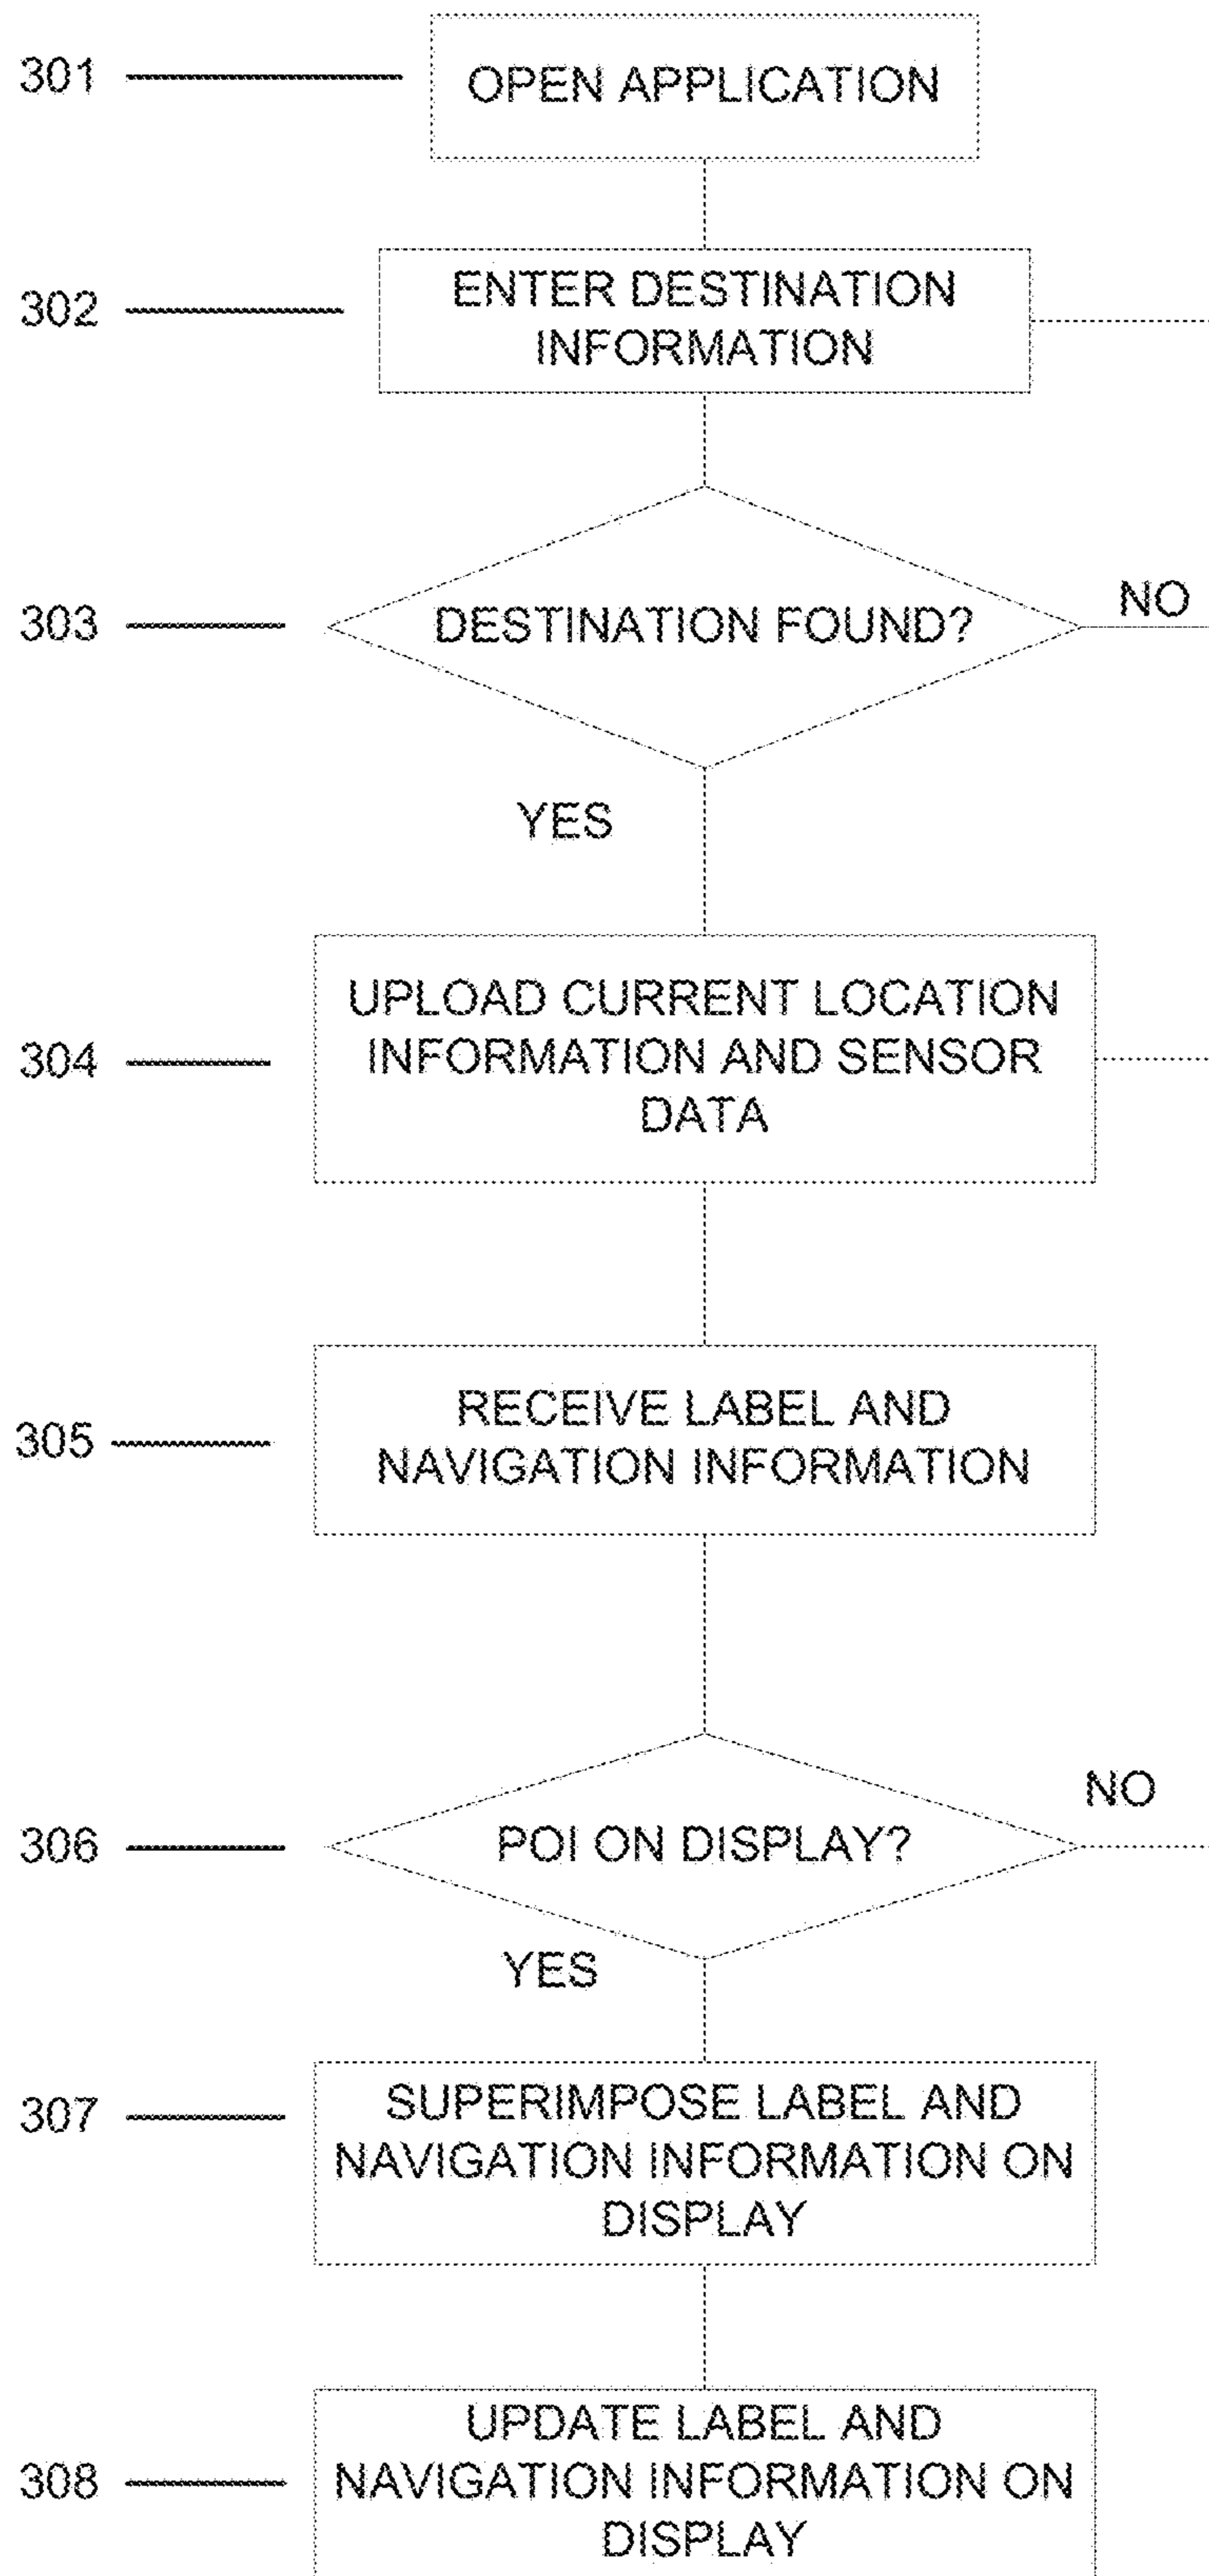 301
OPEN APPLICATION
302
ENTER DESTINATION
INFORMATION
303
DESTINATION FOUND?
NO
YES
304
UPLOAD CURRENT LOCATION
INFORMATION AND SENSOR
DATA
305
RECEIVE LABEL AND
NAVIGATION INFORMATION
306
POI ON DISPLAY?
NO
YES
307
SUPERIMPOSE LABEL AND
NAVIGATION INFORMATION ON
DISPLAY
308
UPDATE LABEL AND
NAVIGATION INFORMATION ON
DISPLAY